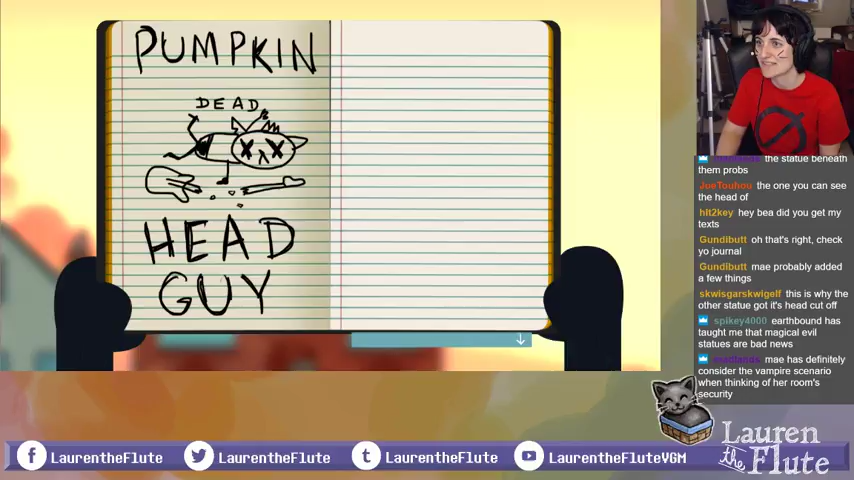 PUMPKIN
DEAD
HEAD
GUY
the statue beneath
them probs
JueTouhou the one you can see
the head of
hit2key hey bea did you get my
texts
Gundibutt oh that's right, check
yo journal
Gundibutt mae probably added
a few things
skwisgarskwigelf this is why the
other statue got it's head cut off
spikey4000 earthbound has
taught me that magical evil
statues are bad news
mae has definitely
consider the vampire scenario
when thinking of her room's
security
Lauren
the Flute
LaurentheFlute
LaurentheFlute
LaurentheFlute
LaurentheFluteVGM